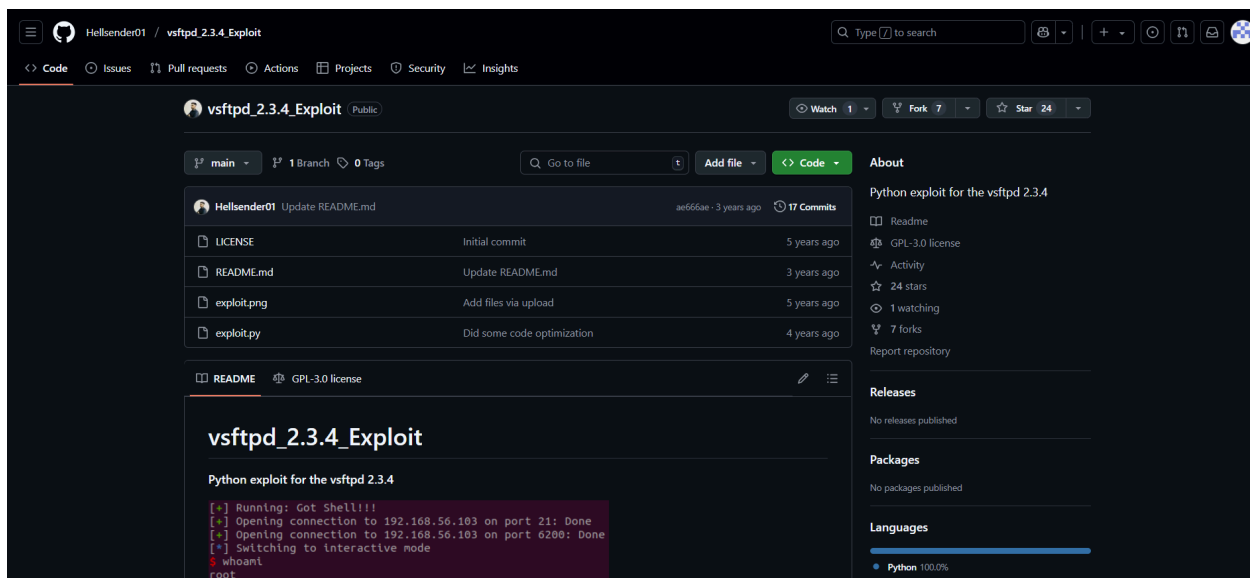 Hellsender01 / vsftpd_2.3.4_Exploit
Type / to search
<> Code Issues Pull requests Actions Projects Security Insights
vsftpd_2.3.4_Exploit Public
Watch 1 Fork 7 Star 24
main 1 Branch 0 Tags Go to file t Add file <> Code
Hellsender01 Update README.md ae666ae · 3 years ago 17 Commits
LICENSE Initial commit 5 years ago
README.md Update README.md 3 years ago
exploit.png Add files via upload 5 years ago
exploit.py Did some code optimization 4 years ago
README GPL-3.0 license
vsftpd_2.3.4_Exploit
Python exploit for the vsftpd 2.3.4
[+] Running: Got Shell!!!
[+] Opening connection to 192.168.56.103 on port 21: Done
[+] Opening connection to 192.168.56.103 on port 6200: Done
[*] Switching to interactive mode
$ whoami
root
About
Python exploit for the vsftpd 2.3.4
Readme
GPL-3.0 license
Activity
24 stars
1 watching
7 forks
Report repository
Releases
No releases published
Packages
No packages published
Languages
Python 100.0%